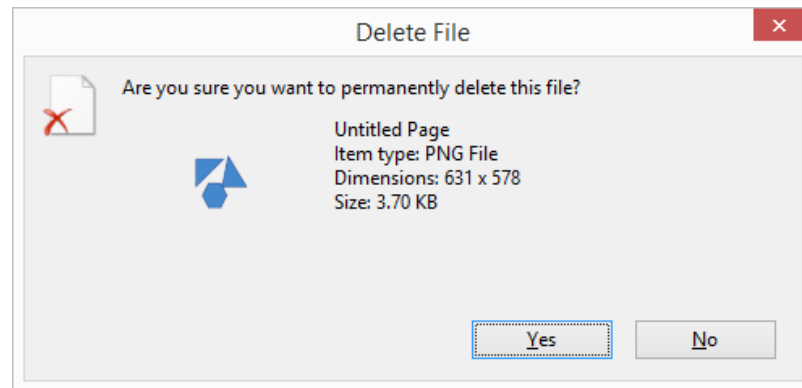 Delete File
Are you sure you want to permanently delete this file?
Untitled Page
Item type: PNG File
Dimensions: 631 x 578
Size: 3.70 KB
Yes
No